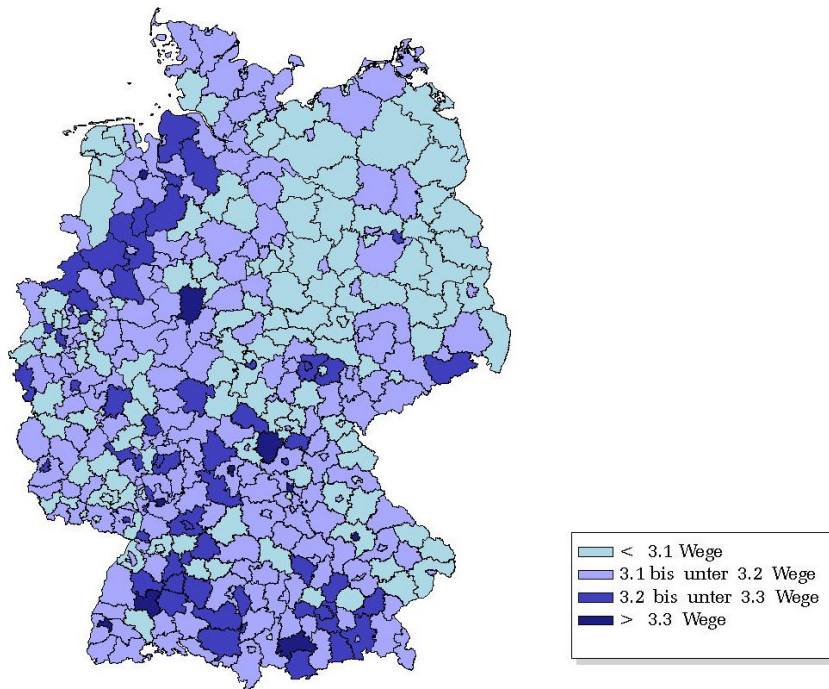 < 3.1 Wege
3.1 bis unter 3.2 Wege
3.2 bis unter 3.3 Wege
> 3.3 Wege